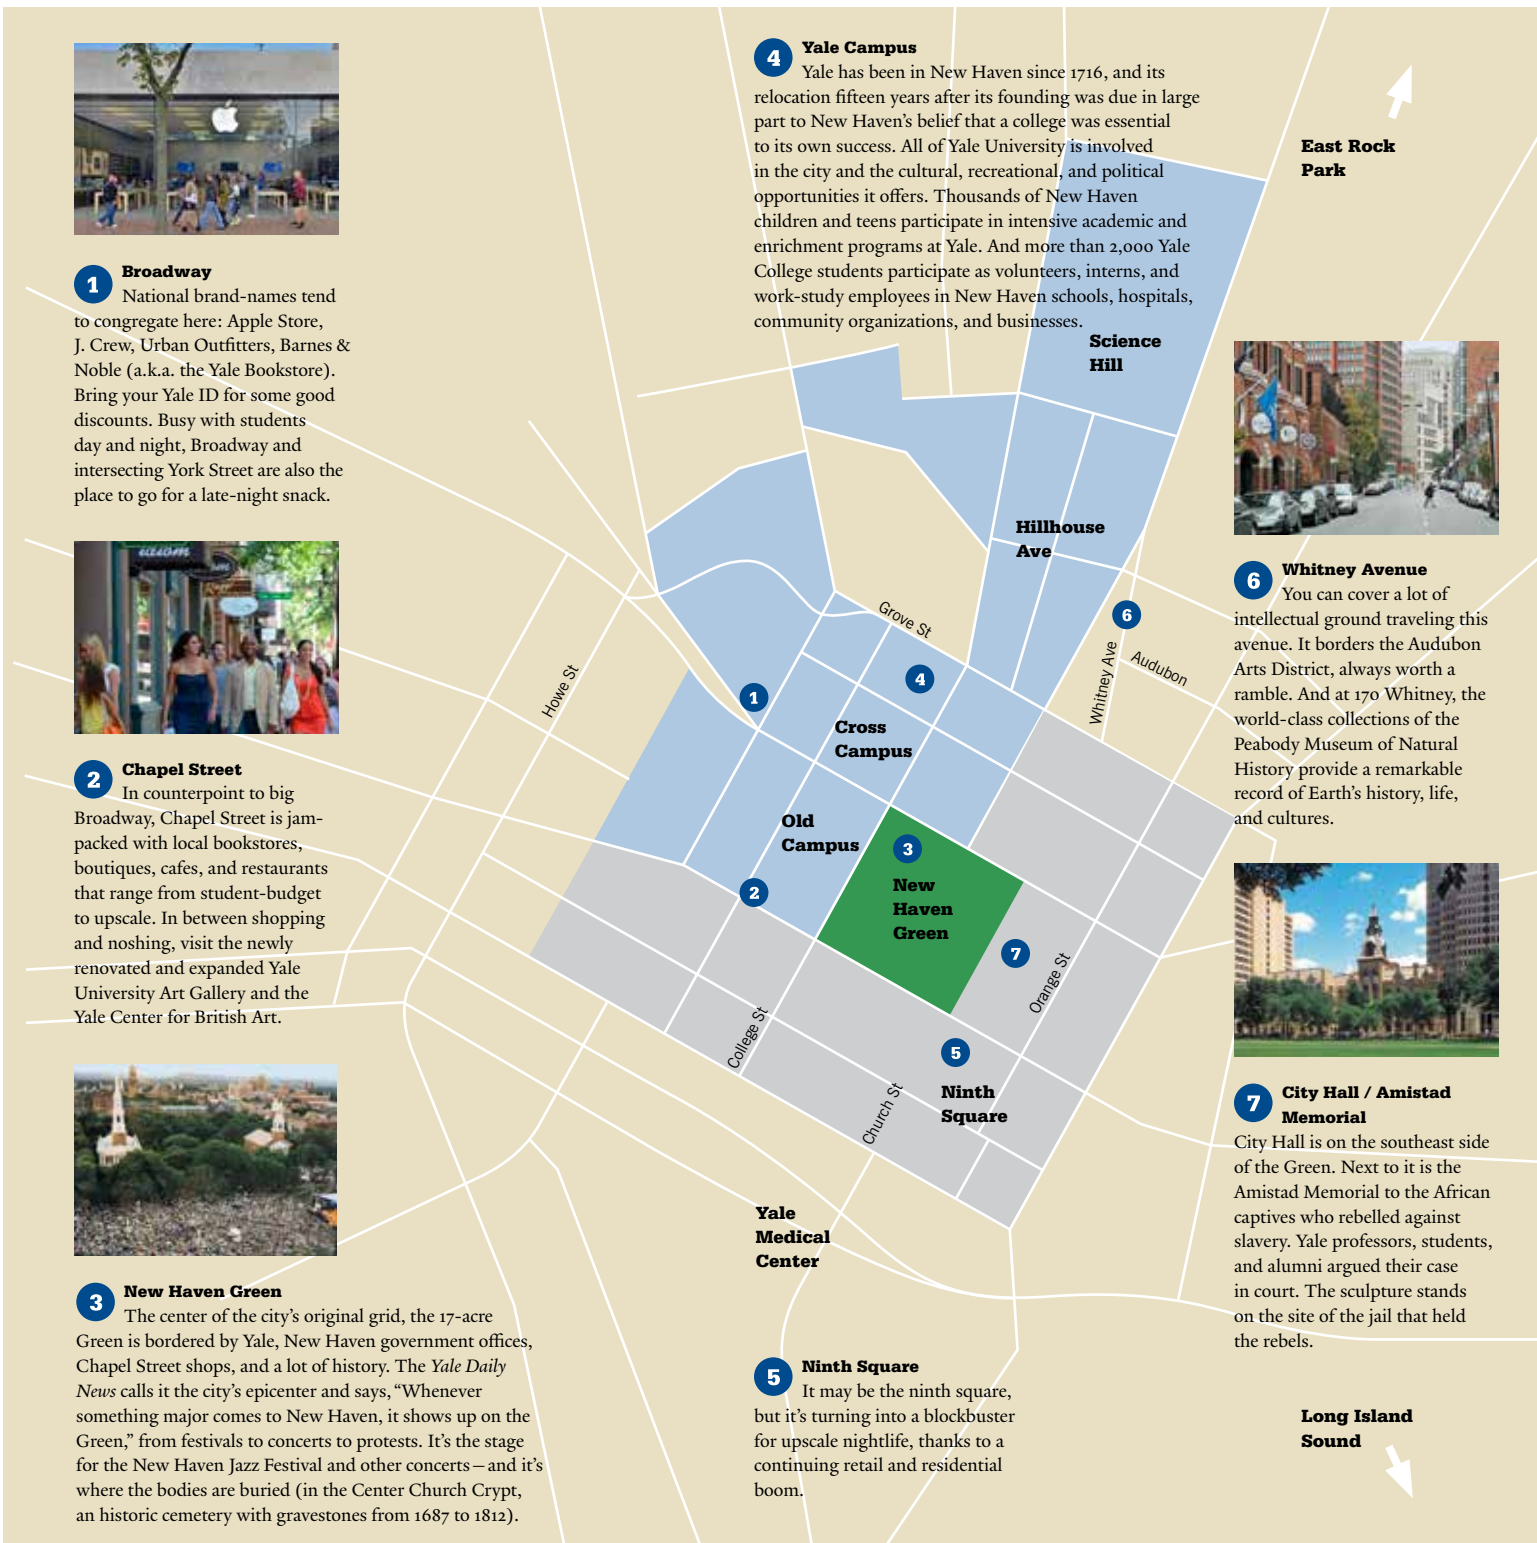 1
Broadway
National brand-names tend
to congregate here: Apple Store,
J. Crew, Urban Outfitters, Barnes &
Noble (a.k.a. the Yale Bookstore).
Bring your Yale ID for some good
discounts. Busy with students
day and night, Broadway and
intersecting York Street are also the
place to go for a late-night snack.
2
Chapel Street
In counterpoint to big
Broadway, Chapel Street is jam-
packed with local bookstores,
boutiques, cafes, and restaurants
that range from student-budget
to upscale. In between shopping
and noshing, visit the newly
renovated and expanded Yale
University Art Gallery and the
Yale Center for British Art.
3
New Haven Green
The center of the city’s original grid, the 17-acre
Green is bordered by Yale, New Haven government offices,
Chapel Street shops, and a lot of history. The Yale Daily
News calls it the city’s epicenter and says, “Whenever
something major comes to New Haven, it shows up on the
Green,” from festivals to concerts to protests. It’s the stage
for the New Haven Jazz Festival and other concerts—and it’s
where the bodies are buried (in the Center Church Crypt,
an historic cemetery with gravestones from 1687 to 1812).
4
Yale Campus
Yale has been in New Haven since 1716, and its
relocation fifteen years after its founding was due in large
part to New Haven’s belief that a college was essential
to its own success. All of Yale University is involved
in the city and the cultural, recreational, and political
opportunities it offers. Thousands of New Haven
children and teens participate in intensive academic and
enrichment programs at Yale. And more than 2,000 Yale
College students participate as volunteers, interns, and
work-study employees in New Haven schools, hospitals,
community organizations, and businesses.
East Rock
Park
Science
Hill
Hillhouse
Ave
Grove St
6
Whitney Ave
Audubon
Howe St
1
4
Cross
Campus
Old
Campus
2
3
New
Haven
Green
7
Orange St
College St
5
Ninth
Square
Church St
Yale
Medical
Center
5
Ninth Square
It may be the ninth square,
but it’s turning into a blockbuster
for upscale nightlife, thanks to a
continuing retail and residential
boom.
6
Whitney Avenue
You can cover a lot of
intellectual ground traveling this
avenue. It borders the Audubon
Arts District, always worth a
ramble. And at 170 Whitney, the
world-class collections of the
Peabody Museum of Natural
History provide a remarkable
record of Earth’s history, life,
and cultures.
7
City Hall / Amistad
Memorial
City Hall is on the southeast side
of the Green. Next to it is the
Amistad Memorial to the African
captives who rebelled against
slavery. Yale professors, students,
and alumni argued their case
in court. The sculpture stands
on the site of the jail that held
the rebels.
Long Island
Sound